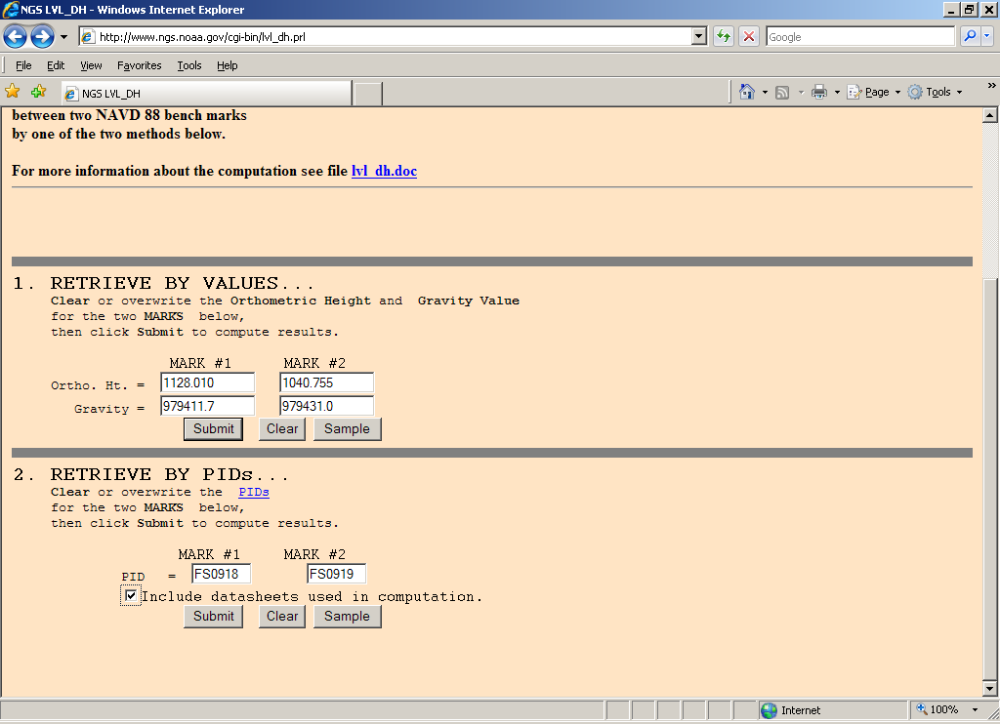 NGS LVL_DH - Windows Internet Explorer
http://www.ngs.noaa.gov/cgi-bin/lvl_dh.prl
Google
File Edit View Favorites Tools Help
NGS LVL_DH
Page Tools »
between two NAVD 88 bench marks
by one of the two methods below.
For more information about the computation see file lvl_dh.doc
1. RETRIEVE BY VALUES...
Clear or overwrite the Orthometric Height and Gravity Value
for the two MARKS below,
then click Submit to compute results.
MARK #1 MARK #2
Ortho. Ht. = 1128.010 1040.755
Gravity = 979411.7 979431.0
Submit Clear Sample
2. RETRIEVE BY PIDs...
Clear or overwrite the PIDs
for the two MARKS below,
then click Submit to compute results.
MARK #1 MARK #2
PID = FS0918 FS0919
Include datasheets used in computation.
Submit Clear Sample
Internet 100%